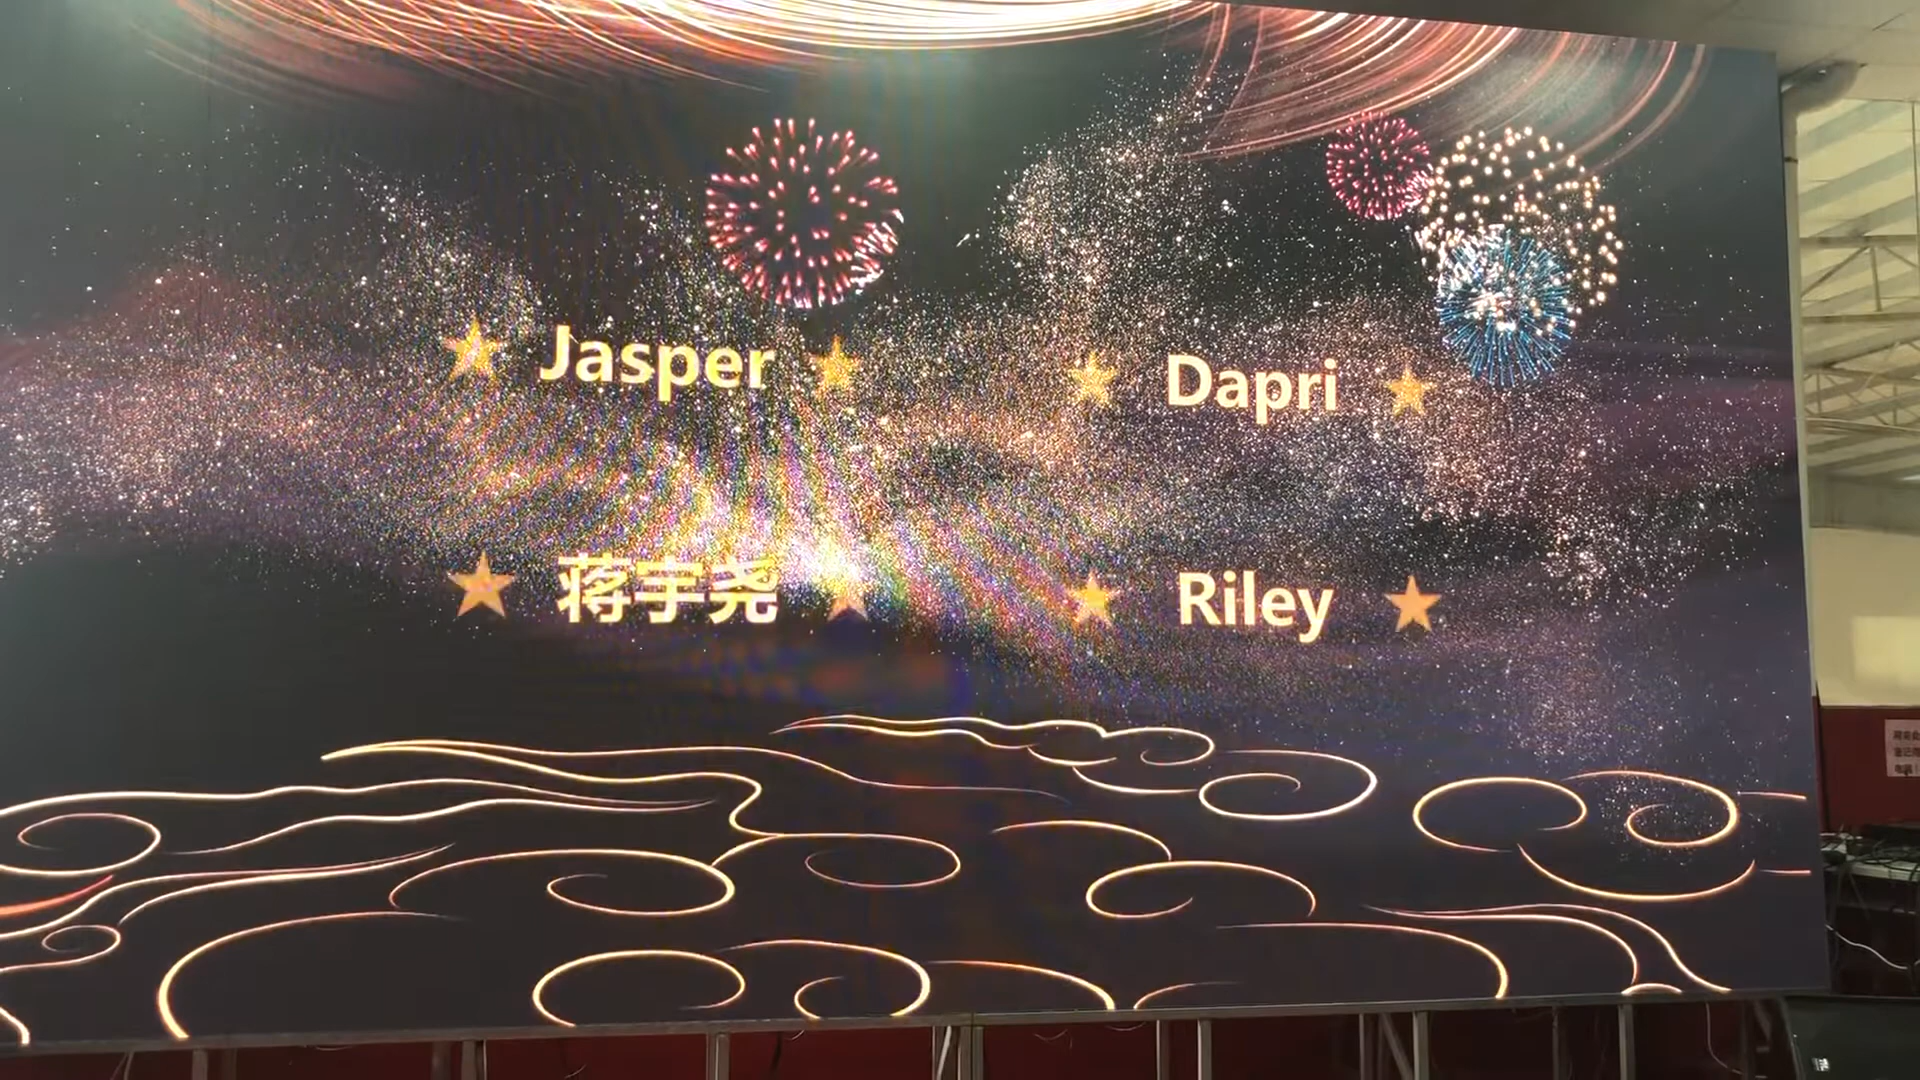 Jasper
Dapri
蒋宇尧
Riley